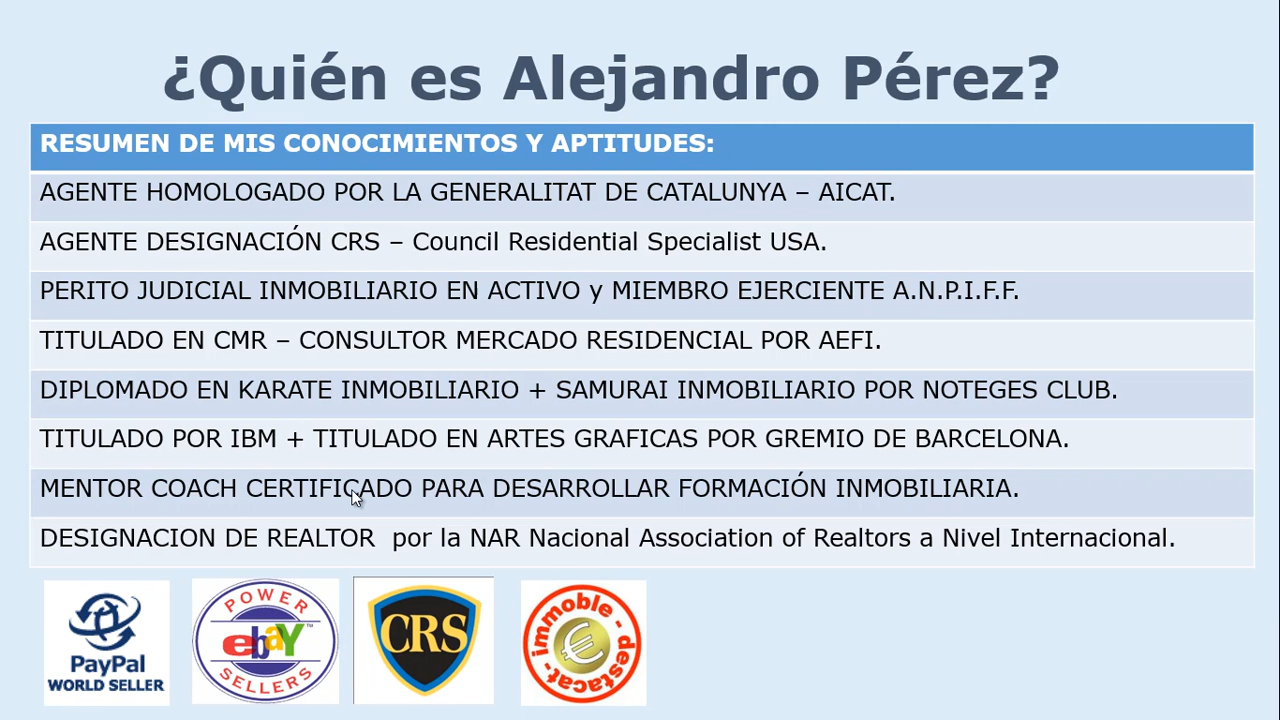 ¿Quién es Alejandro Pérez?
RESUMEN DE MIS CONOCIMIENTOS Y APTITUDES:
AGENTE HOMOLOGADO POR LA GENERALITAT DE CATALUNYA – AICAT.
AGENTE DESIGNACIÓN CRS – Council Residential Specialist USA.
PERITO JUDICIAL INMOBILIARIO EN ACTIVO y MIEMBRO EJERCIENTE A.N.P.I.F.F.
TITULADO EN CMR – CONSULTOR MERCADO RESIDENCIAL POR AEFI.
DIPLOMADO EN KARATE INMOBILIARIO + SAMURAI INMOBILIARIO POR NOTEGES CLUB.
TITULADO POR IBM + TITULADO EN ARTES GRAFICAS POR GREMIO DE BARCELONA.
MENTOR COACH CERTIFICADO PARA DESARROLLAR FORMACIÓN INMOBILIARIA.
DESIGNACION DE REALTOR  por la NAR Nacional Association of Realtors a Nivel Internacional.
PayPal
WORLD SELLER
POWER
ebaY™
SELLERS
CRS
immoble - destacat -
€